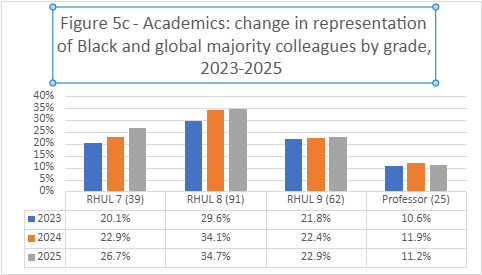 Figure 5c - Academics: change in representation
of Black and global majority colleagues by grade,
2023-2025
40%
35%
30%
25%
20%
15%
10%
5%
0%
RHUL 7 (39) RHUL 8 (91) RHUL 9 (62) Professor (25)
2023 20.1% 29.6% 21.8% 10.6%
2024 22.9% 34.1% 22.4% 11.9%
2025 26.7% 34.7% 22.9% 11.2%